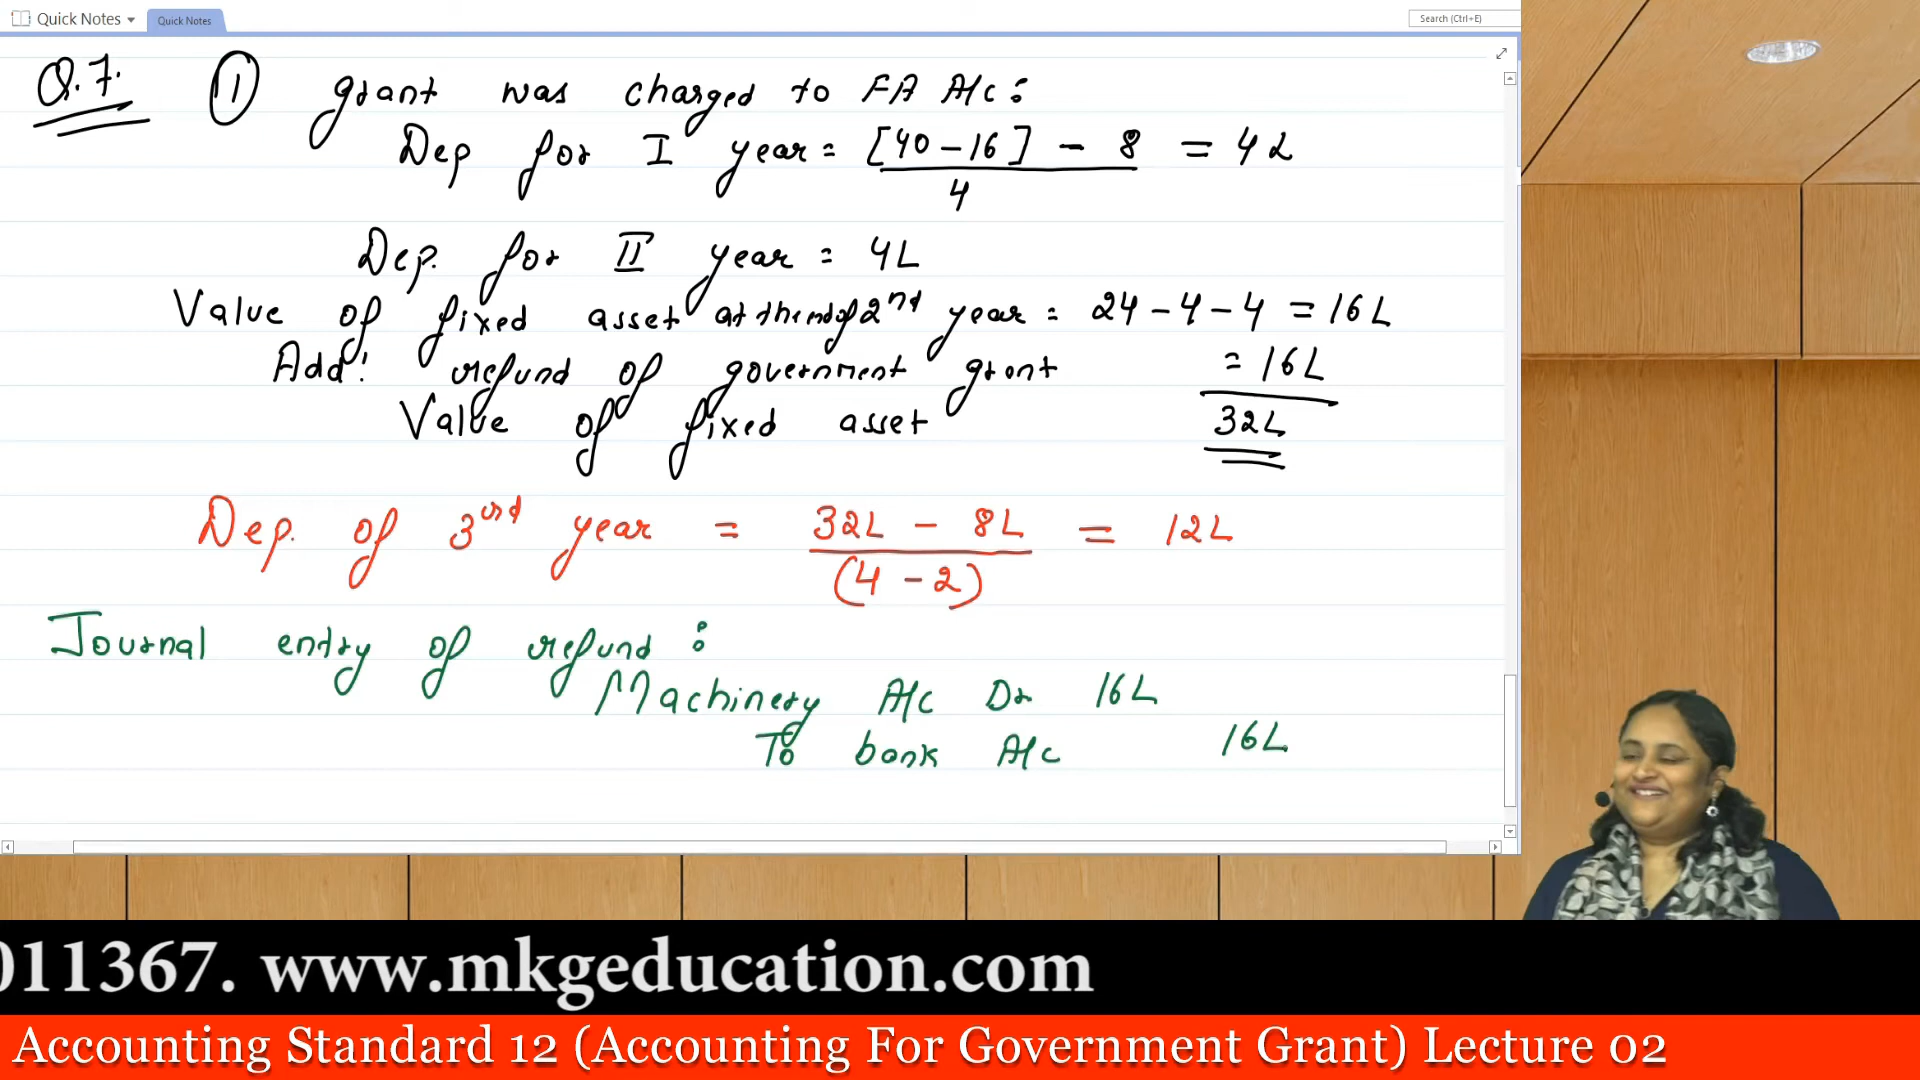 Quick Notes
Quick Notes
Search (Ctrl+E)
Q.7. (1) grant was charged to FA A/c:
Dep for I year = [40 - 16] - 8 = 4L
4
Dep. for II year = 4L
Value of fixed asset at the end of 2nd year = 24 - 4 - 4 = 16L
Add: refund of government grant = 16L
Value of fixed asset 32L
Dep. of 3rd year = 32L - 8L = 12L
(4 - 2)
Journal entry of refund:
Machinery A/c Dr 16L
To bank A/c 16L
011367. www.mkgeducation.com
Accounting Standard 12 (Accounting For Government Grant) Lecture 02